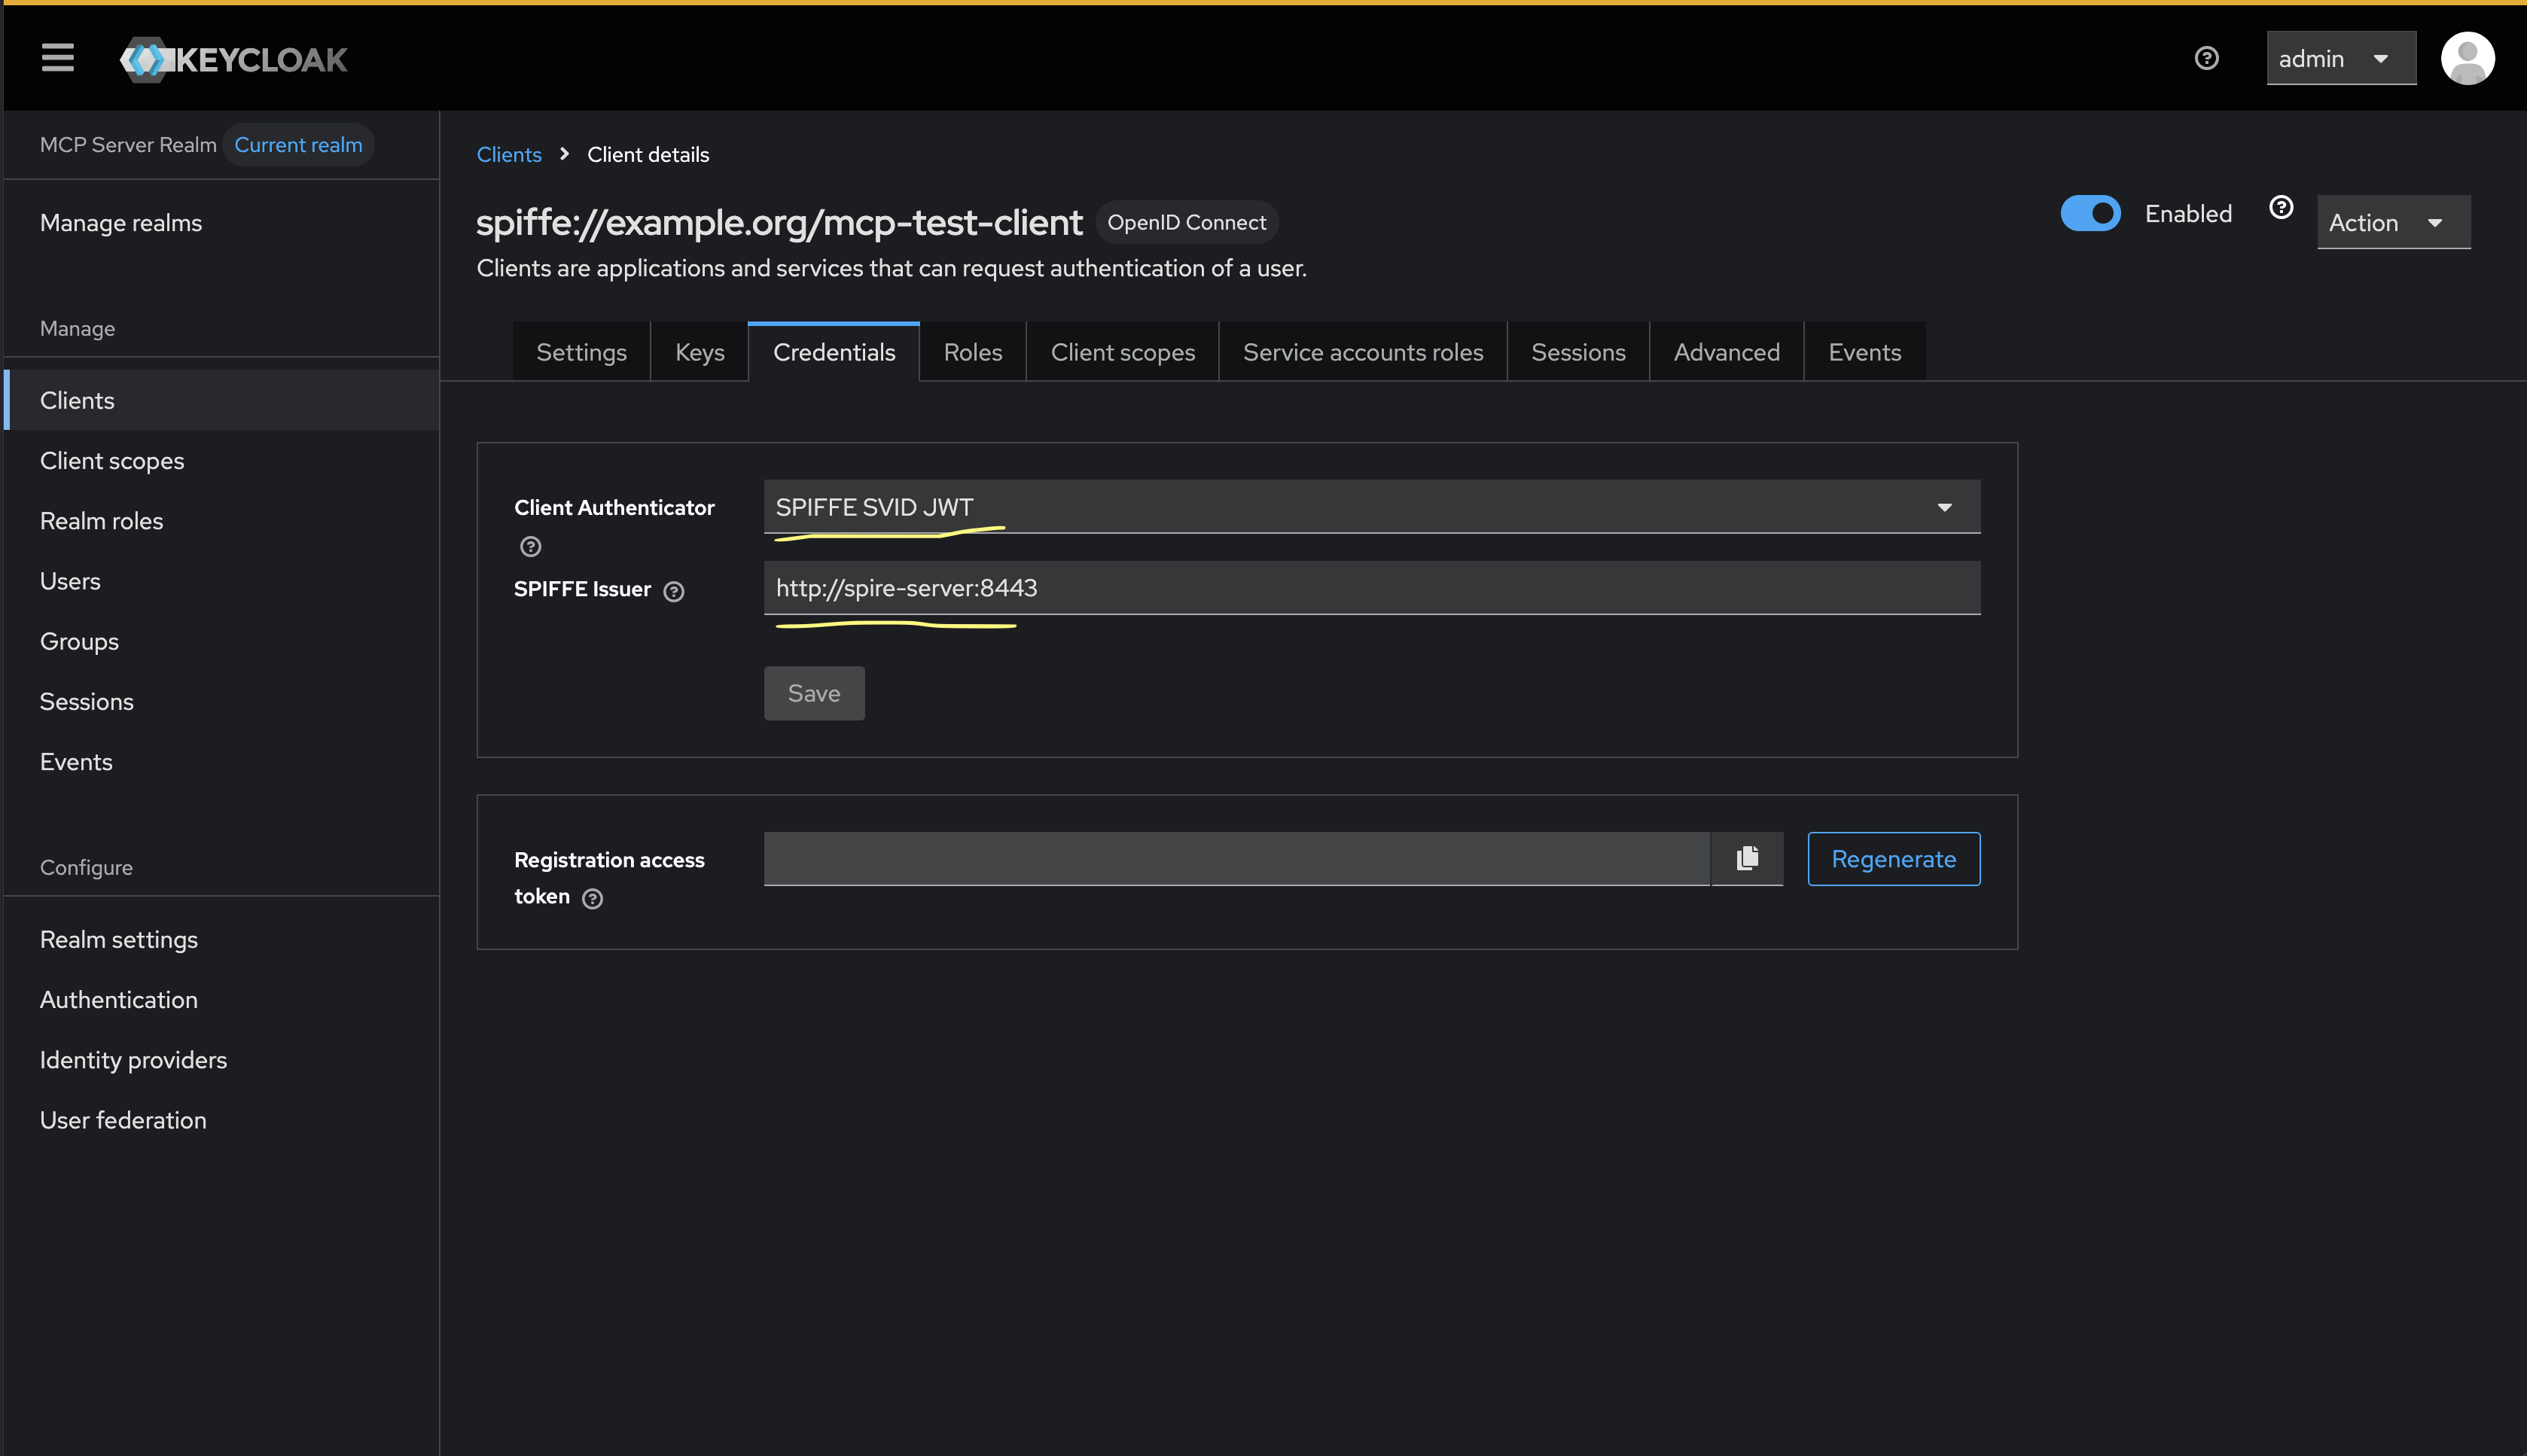 KEYCLOAK
admin
MCP Server Realm Current realm
Manage realms
Manage
Clients
Client scopes
Realm roles
Users
Groups
Sessions
Events
Configure
Realm settings
Authentication
Identity providers
User federation
Clients > Client details
spiffe://example.org/mcp-test-client OpenID Connect
Enabled
Action
Clients are applications and services that can request authentication of a user.
Settings Keys Credentials Roles Client scopes Service accounts roles Sessions Advanced Events
Client Authenticator SPIFFE SVID JWT
SPIFFE Issuer http://spire-server:8443
Save
Registration access
token
Regenerate